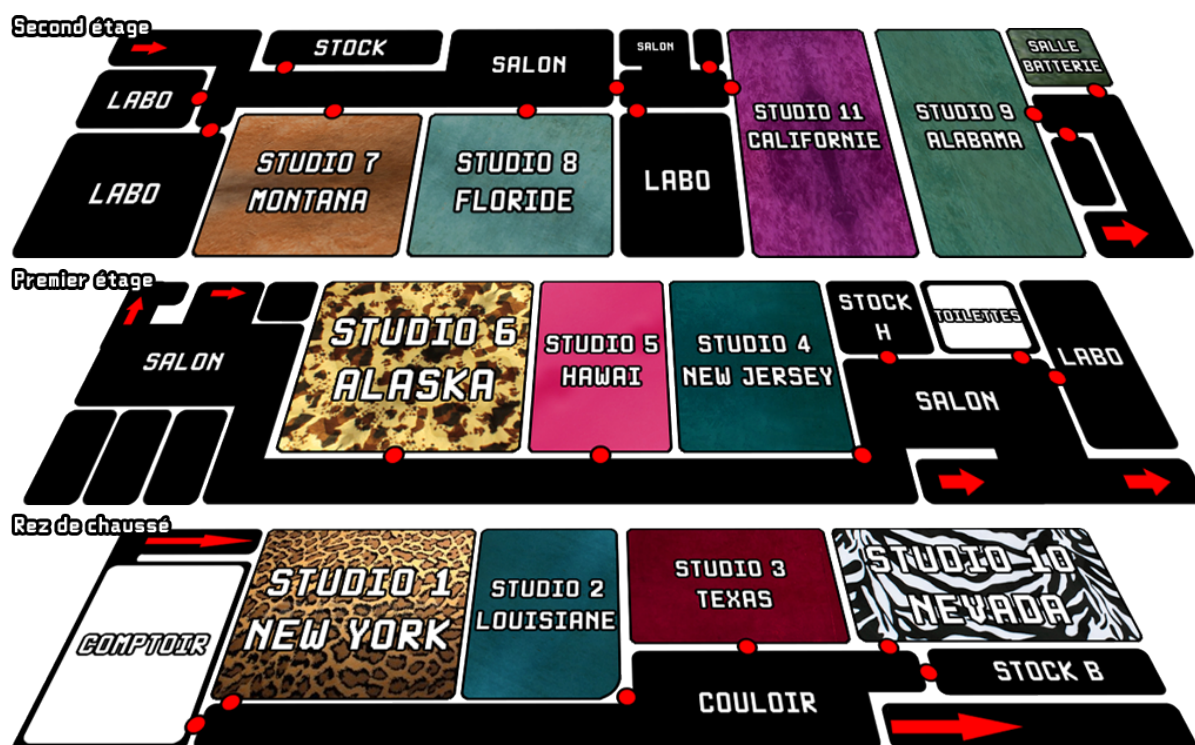 Second étage
STOCK
SALON
SALON
SALLE
BATTERIE
LABO
STUDIO 7
MONTANA
STUDIO 8
FLORIDE
LABO
STUDIO 11
CALIFORNIE
STUDIO 9
ALABAMA
LABO
Premier étage
SALON
STUDIO 6
ALASKA
STUDIO 5
HAWAI
STUDIO 4
NEW JERSEY
STOCK
H
TOILETTES
LABO
SALON
Rez de chaussé
COMPTOIR
STUDIO 1
NEW YORK
STUDIO 2
LOUISIANE
STUDIO 3
TEXAS
STUDIO 10
NEVADA
STOCK B
COULOIR